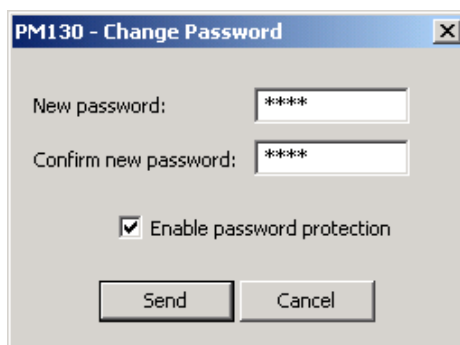 PM130 - Change Password
New password: ****
Confirm new password: ****
Enable password protection
Send Cancel